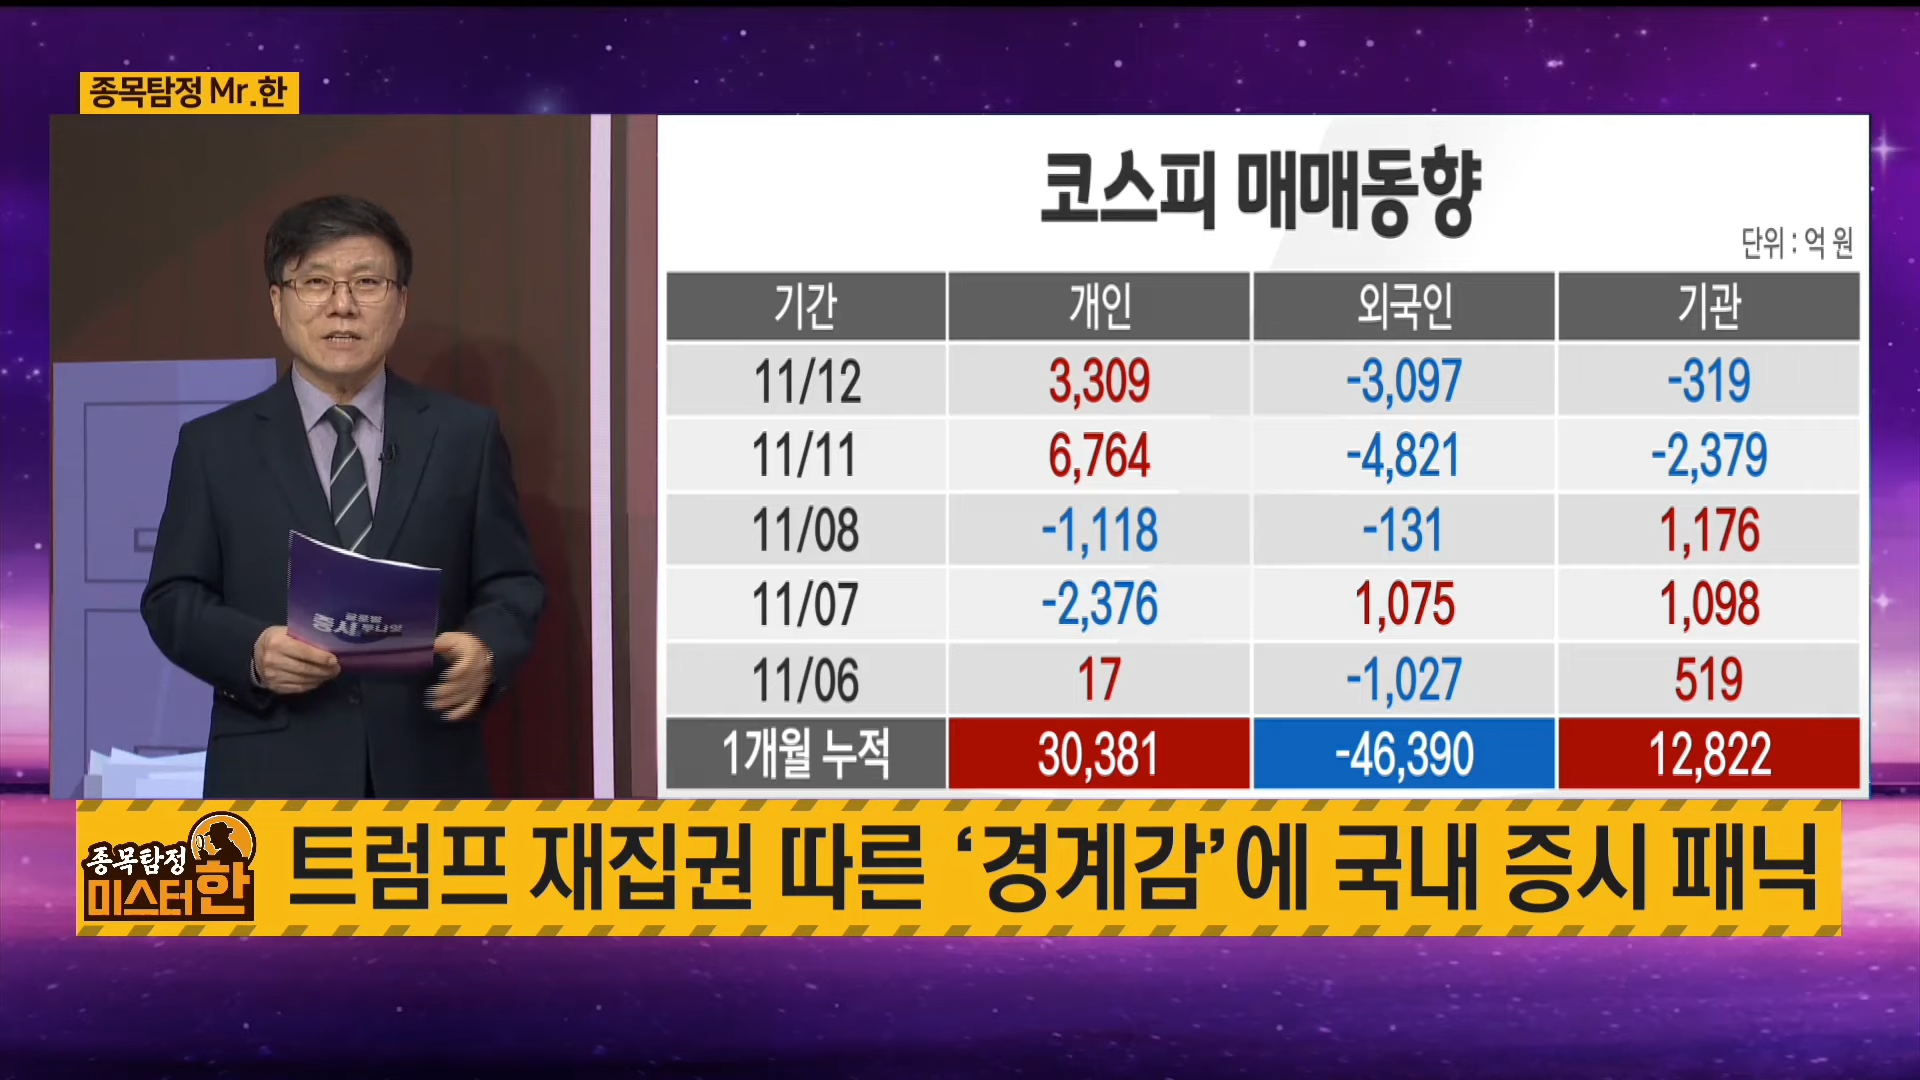 종목탐정 Mr.한
코스피 매매동향
단위 : 억 원
기간 개인 외국인 기관
11/12 3,309 -3,097 -319
11/11 6,764 -4,821 -2,379
11/08 -1,118 -131 1,176
11/07 -2,376 1,075 1,098
11/06 17 -1,027 519
1개월 누적 30,381 -46,390 12,822
글로벌
증시
종목탐정
미스터한
트럼프 재집권 따른 ‘경계감’에 국내 증시 패닉